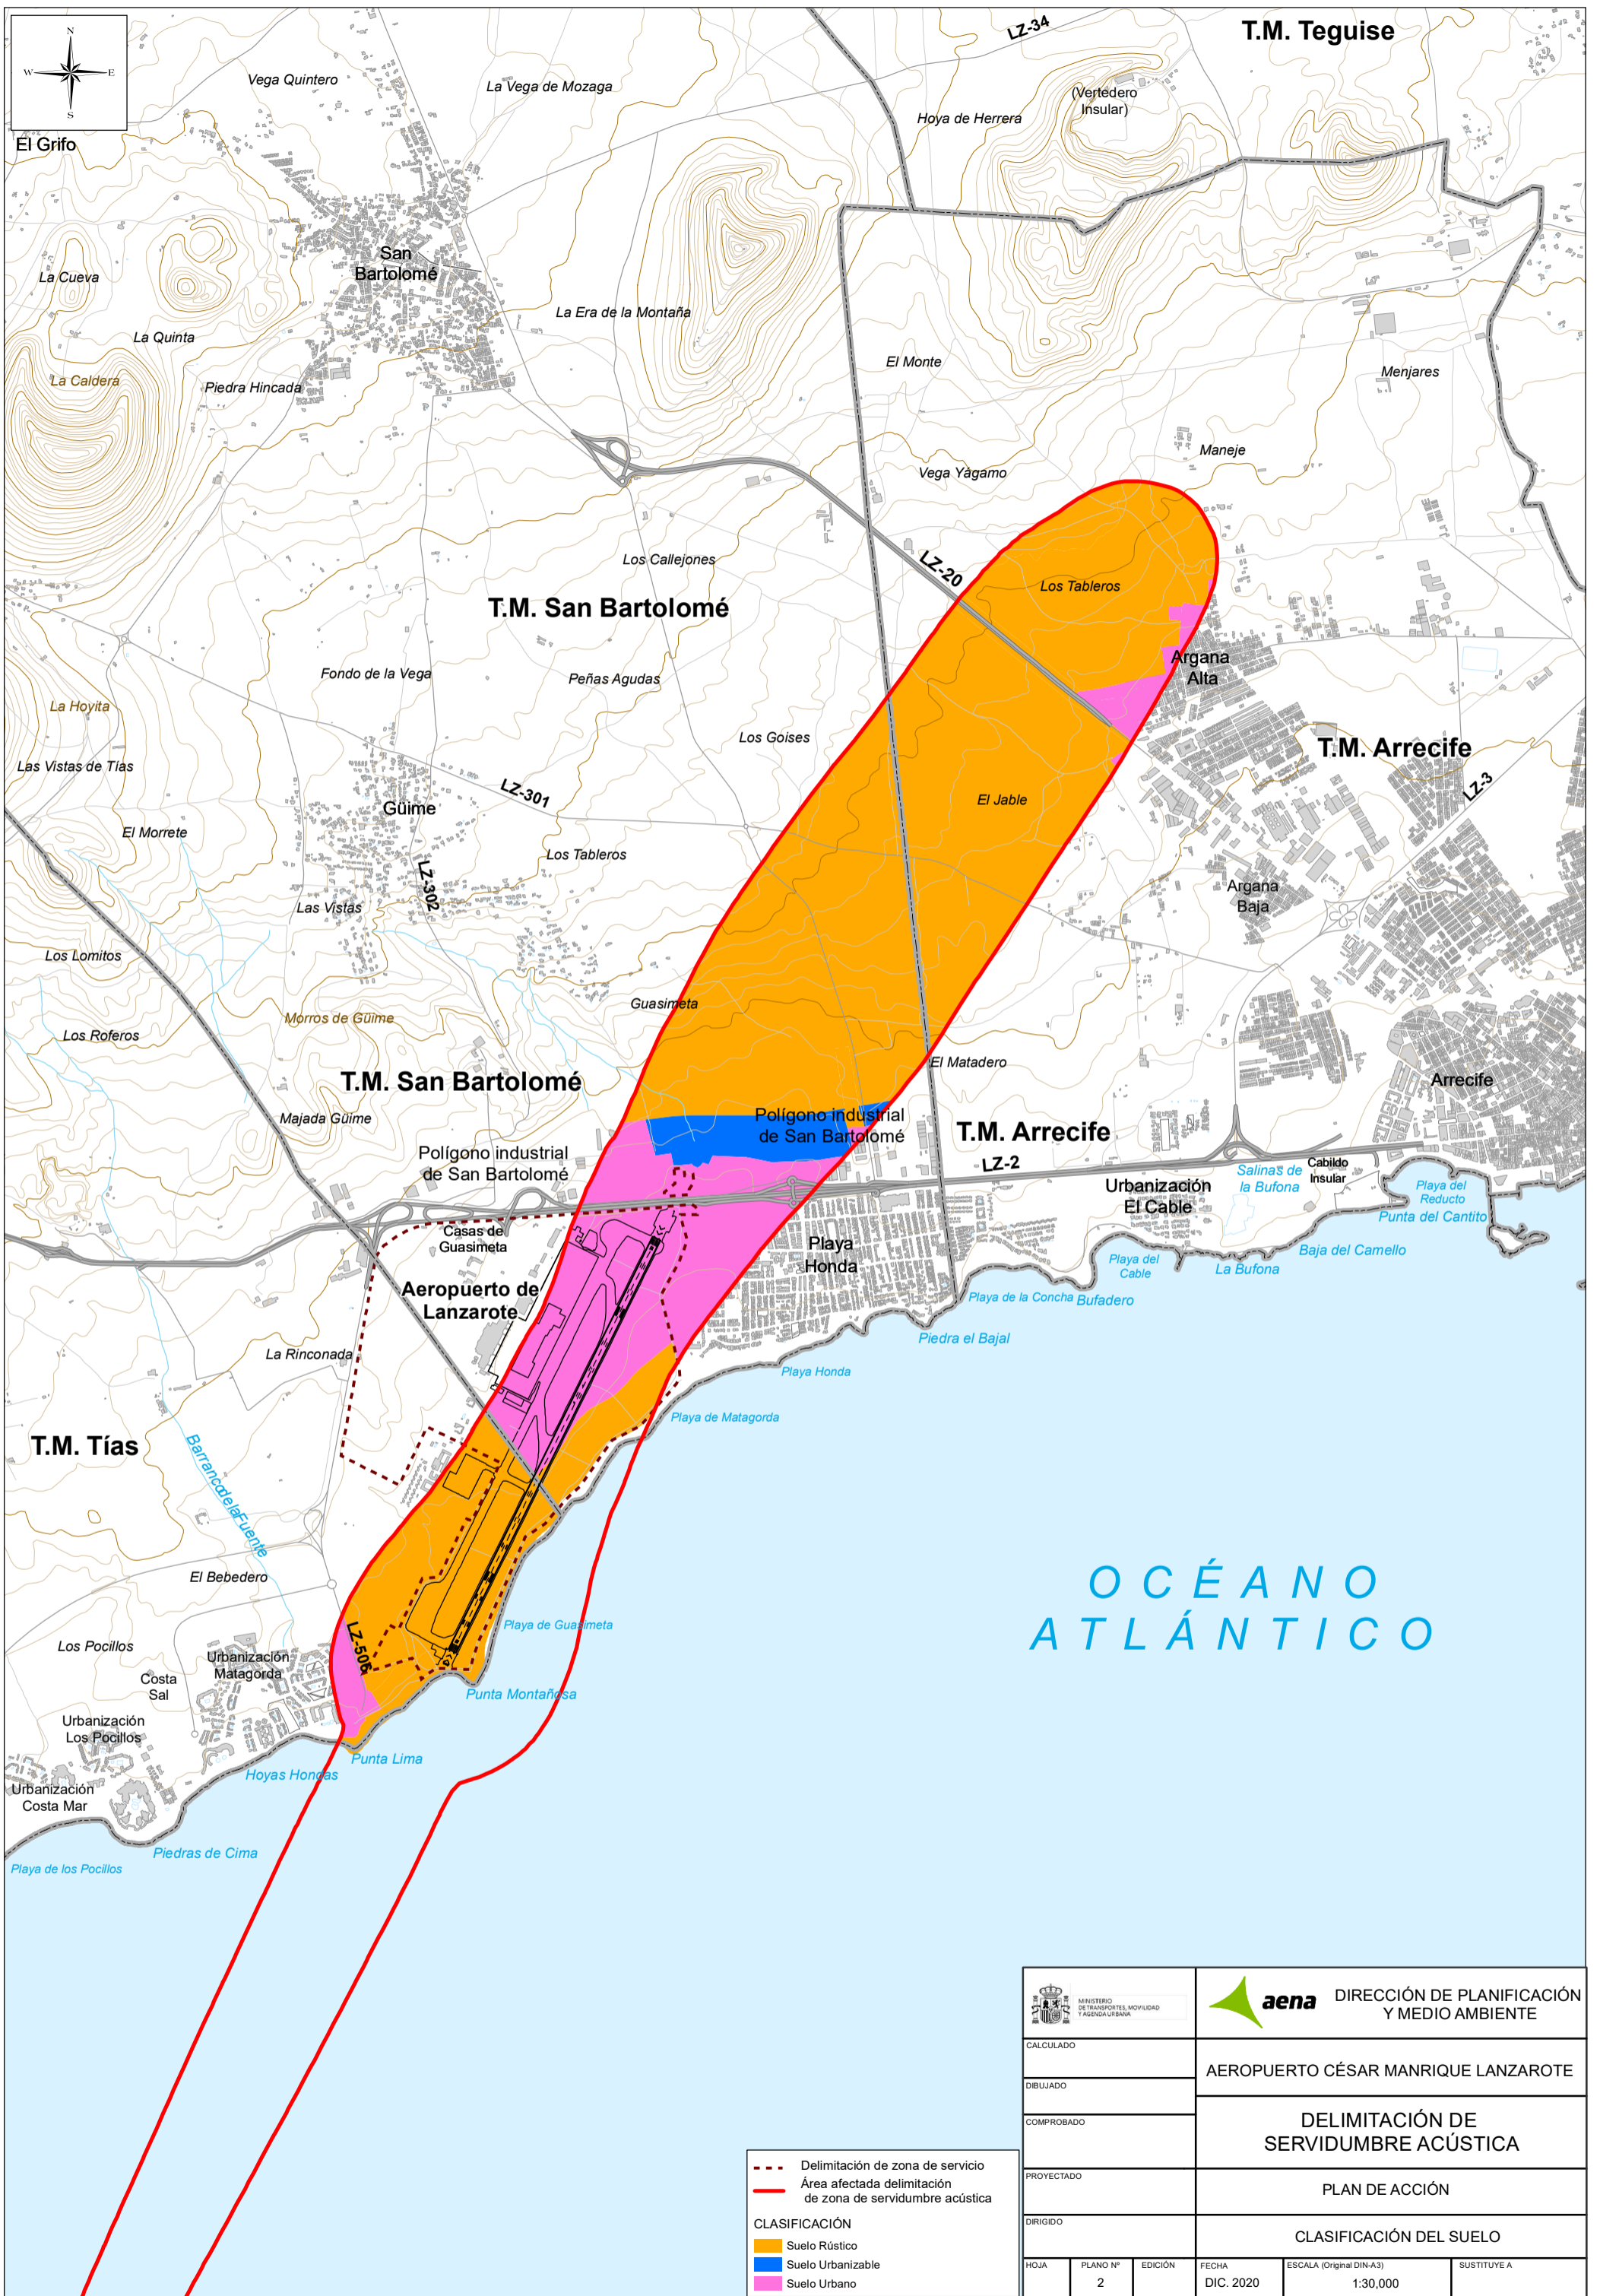 N
W
E
S
El Grifo
Vega Quintero
La Vega de Mozaga
LZ-34
T.M. Teguise
(Vertedero
Insular)
Hoya de Herrera
San
Bartolomé
La Cueva
La Quinta
La Caldera
Piedra Hincada
La Era de la Montaña
El Monte
Menjares
Maneje
Vega Yágamo
Los Callejones
LZ-20
Los Tableros
T.M. San Bartolomé
Argana
Alta
Fondo de la Vega
Peñas Agudas
La Hoyita
Los Goises
T.M. Arrecife
Las Vistas de Tías
LZ-301
LZ-3
El Jable
Güime
El Morrete
Los Tableros
LZ-302
Argana
Baja
Las Vistas
Los Lomitos
Guasimeta
Morros de Güime
Los Roferos
El Matadero
T.M. San Bartolomé
Arrecife
Majada Güime
Polígono industrial
de San Bartolomé
T.M. Arrecife
Polígono industrial
de San Bartolomé
LZ-2
Salinas de
la Bufona
Cabildo
Insular
Urbanización
El Cable
Playa del
Reducto
Punta del Cantito
Casas de
Guasimeta
Playa
Honda
Baja del Camello
Playa del
Cable
La Bufona
Aeropuerto de
Lanzarote
Playa de la Concha
Bufadero
Piedra el Bajal
La Rinconada
Playa Honda
Playa de Matagorda
T.M. Tías
Barranco de la Fuente
El Bebedero
OCÉANO
ATLÁNTICO
Playa de Guasimeta
LZ-506
Los Pocillos
Urbanización
Matagorda
Costa
Sal
Punta Montañosa
Urbanización
Los Pocillos
Punta Lima
Hoyas Hondas
Urbanización
Costa Mar
Piedras de Cima
Playa de los Pocillos
MINISTERIO
DE TRANSPORTES, MOVILIDAD
Y AGENDA URBANA
aena
DIRECCIÓN DE PLANIFICACIÓN
Y MEDIO AMBIENTE
CALCULADO
AEROPUERTO CÉSAR MANRIQUE LANZAROTE
DIBUJADO
COMPROBADO
DELIMITACIÓN DE
SERVIDUMBRE ACÚSTICA
PROYECTADO
PLAN DE ACCIÓN
DIRIGIDO
CLASIFICACIÓN DEL SUELO
HOJA
PLANO Nº
2
EDICIÓN
FECHA
DIC. 2020
ESCALA (Original DIN-A3)
1:30,000
SUSTITUYE A
Delimitación de zona de servicio
Área afectada delimitación
de zona de servidumbre acústica
CLASIFICACIÓN
Suelo Rústico
Suelo Urbanizable
Suelo Urbano